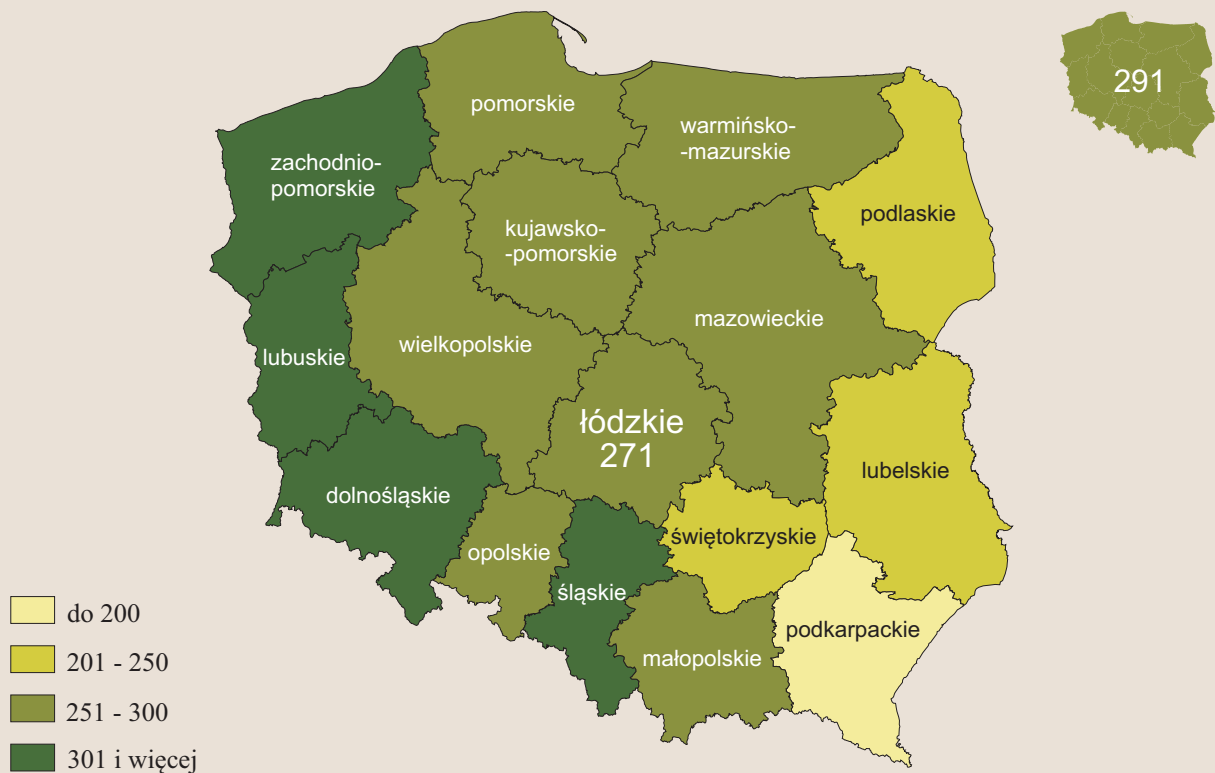 291
pomorskie
warmińsko-
-mazurskie
zachodnio-
pomorskie
podlaskie
kujawsko-
-pomorskie
mazowieckie
wielkopolskie
lubuskie
łódzkie
271
lubelskie
dolnośląskie
świętokrzyskie
opolskie
śląskie
podkarpackie
małopolskie
do 200
201 - 250
251 - 300
301 i więcej